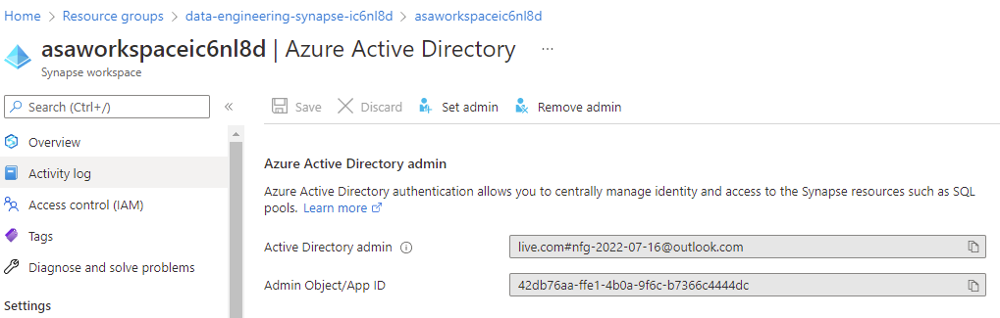 Home > Resource groups > data-engineering-synapse-ic6nl8d > asaworkspaceic6nl8d
asaworkspaceic6nl8d | Azure Active Directory ...
Synapse workspace
Search (Ctrl+/) «
Save Discard Set admin Remove admin
Overview
Activity log
Access control (IAM)
Tags
Diagnose and solve problems
Settings
Azure Active Directory admin
Azure Active Directory authentication allows you to centrally manage identity and access to the Synapse resources such as SQL
pools. Learn more
Active Directory admin live.com#nfg-2022-07-16@outlook.com
Admin Object/App ID 42db76aa-ffe1-4b0a-9f6c-b7366c4444dc